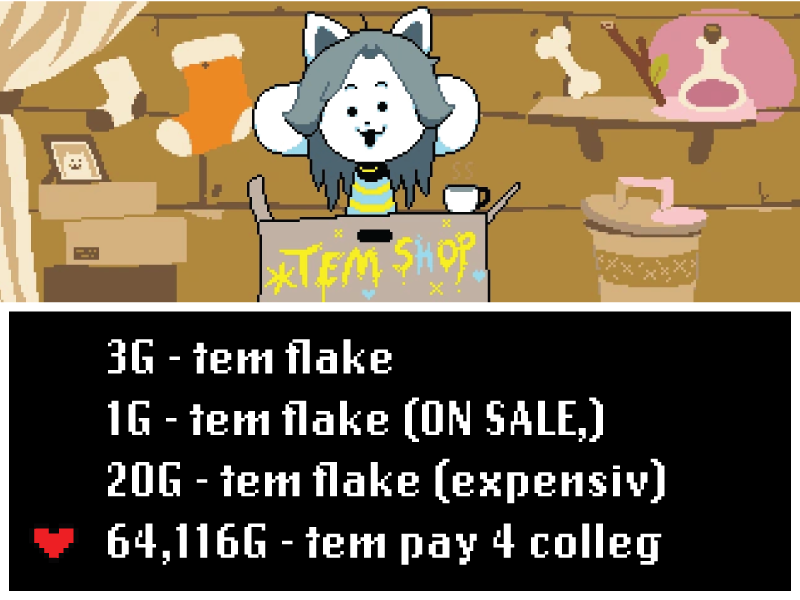 TEM SHOP
3G - tem flake
1G - tem flake (ON SALE,)
20G - tem flake (expensiv)
64,116G - tem pay 4 colleg